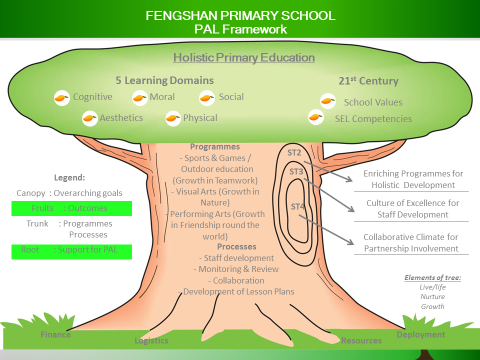 FENGSHAN PRIMARY SCHOOL
PAL Framework
Holistic Primary Education
5 Learning Domains
Cognitive
Moral
Social
Aesthetics
Physical
21st Century
School Values
SEL Competencies
Programmes
- Sports & Games /
Outdoor education
(Growth in Teamwork)
- Visual Arts (Growth in
Nature)
- Performing Arts (Growth
in Friendship round the
world)
Processes
- Staff development
- Monitoring & Review
- Collaboration
- Development of Lesson Plans
ST2
ST3
ST4
Enriching Programmes for
Holistic Development
Culture of Excellence for
Staff Development
Collaborative Climate for
Partnership Involvement
Legend:
Canopy : Overarching goals
Fruits : Outcomes
Trunk : Programmes
Processes
Root : Support for PAL
Elements of tree:
Live/life
Nurture
Growth
Finance
Logistics
Resources
Deployment